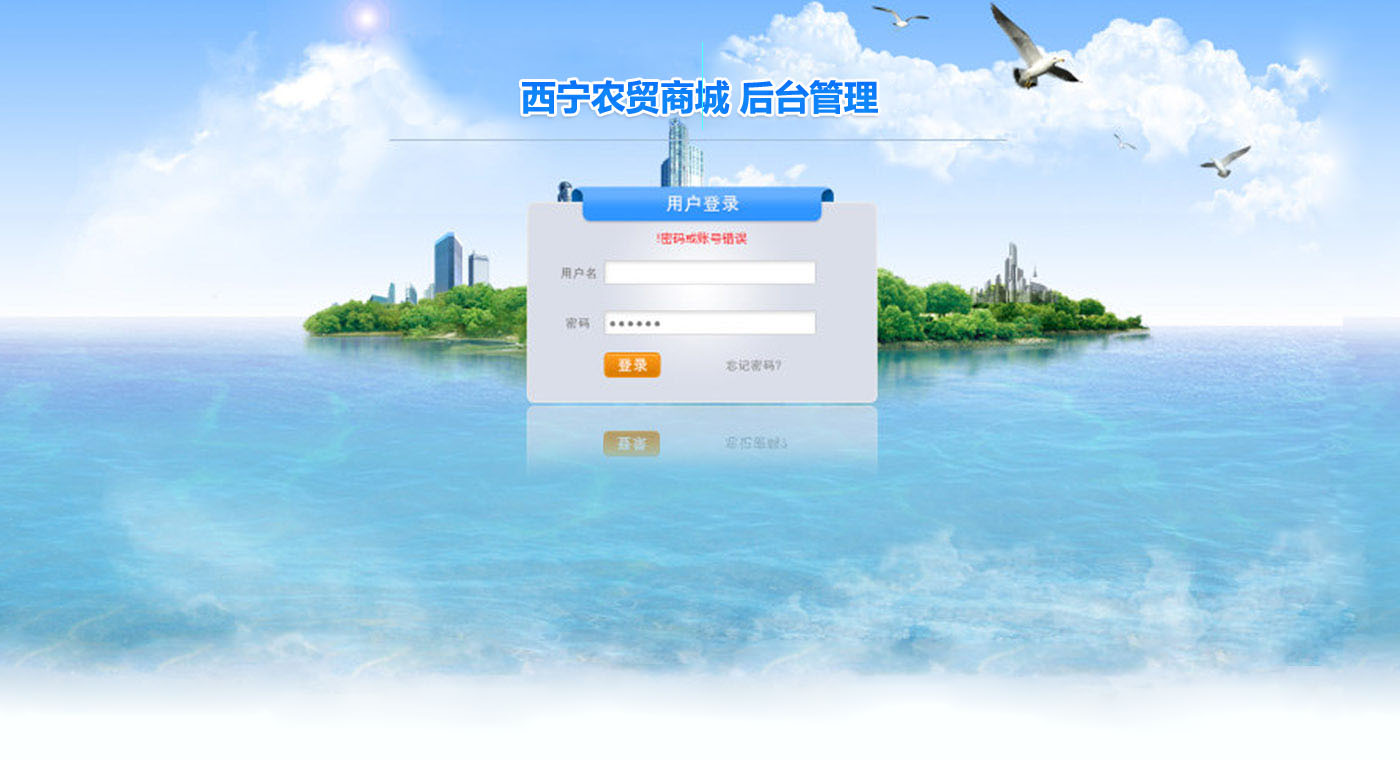 西宁农贸商城 后台管理
用户登录
!密码或账号错误
用户名
密码 ●●●●●●
登录 忘记密码?